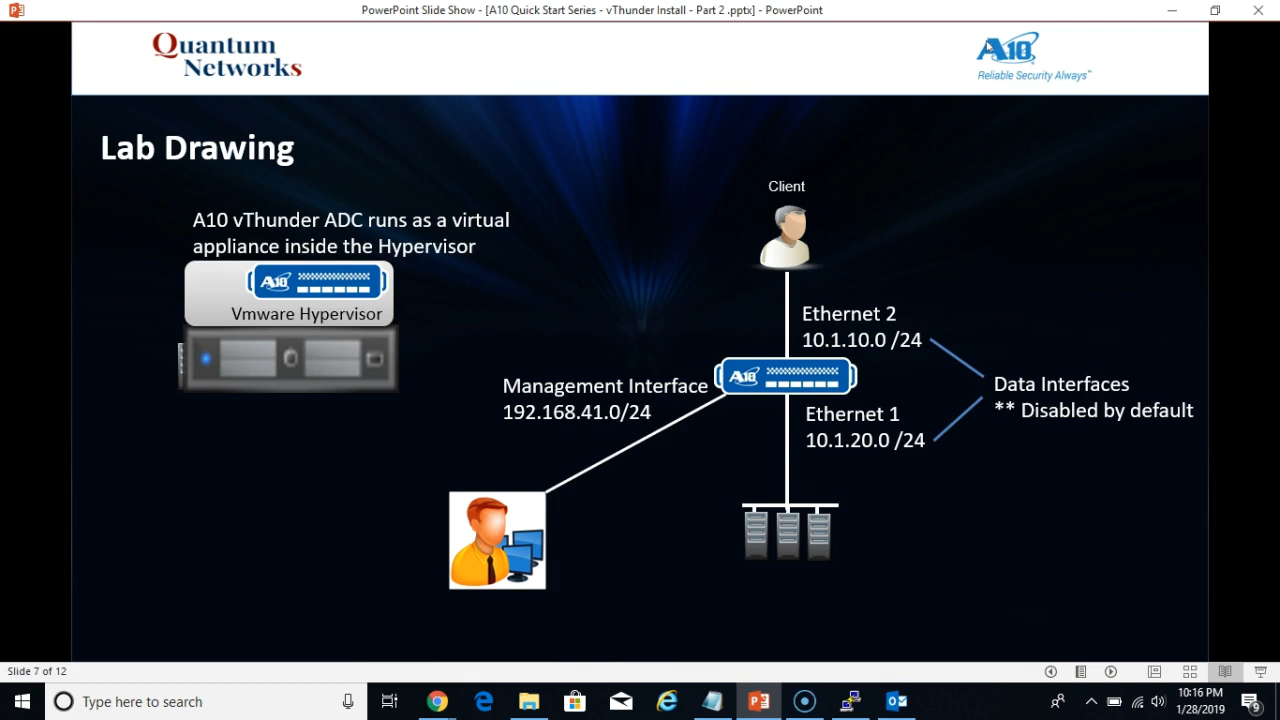 PowerPoint Slide Show - [A10 Quick Start Series - vThunder Install - Part 2 .pptx] - PowerPoint
Quantum
Networks
A10
Reliable Security Always™
Lab Drawing
A10 vThunder ADC runs as a virtual
appliance inside the Hypervisor
A10
Vmware Hypervisor
Client
Ethernet 2
10.1.10.0 /24
Management Interface
192.168.41.0/24
A10
Data Interfaces
** Disabled by default
Ethernet 1
10.1.20.0 /24
Slide 7 of 12
Type here to search
10:16 PM
1/28/2019
9